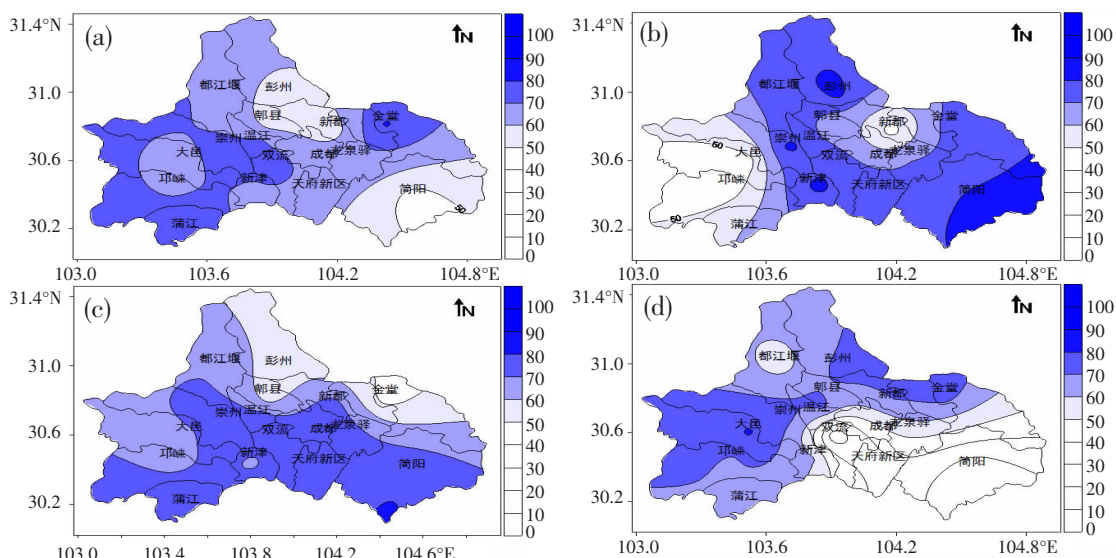 (a)
31.4°N
31.0
30.6
30.2
103.0
103.6
104.2
104.8°E
N
都江堰
彭州
郫县
新都
金堂
崇州
温江
大邑
双流
成都
龙泉驿
邛崃
新津
天府新区
简阳
蒲江
50
100
90
80
70
60
50
40
30
20
10
0
(b)
31.4°N
31.0
30.6
30.2
103.0
103.6
104.2
104.8°E
N
都江堰
彭州
郫县
新都
金堂
崇州
温江
大邑
双流
成都
龙泉驿
邛崃
新津
天府新区
简阳
蒲江
50
50
100
90
80
70
60
50
40
30
20
10
0
(c)
31.4°N
31.0
30.6
30.2
103.0
103.4
103.8
104.2
104.6°E
N
都江堰
彭州
郫县
新都
金堂
崇州
温江
大邑
双流
成都
龙泉驿
邛崃
新津
天府新区
简阳
蒲江
100
90
80
70
60
50
40
30
20
10
0
(d)
31.4°N
31.0
30.6
30.2
103.0
103.6
104.2
104.8°E
N
都江堰
彭州
郫县
新都
金堂
崇州
温江
大邑
双流
成都
龙泉驿
邛崃
新津
天府新区
简阳
蒲江
100
90
80
70
60
50
40
30
20
10
0